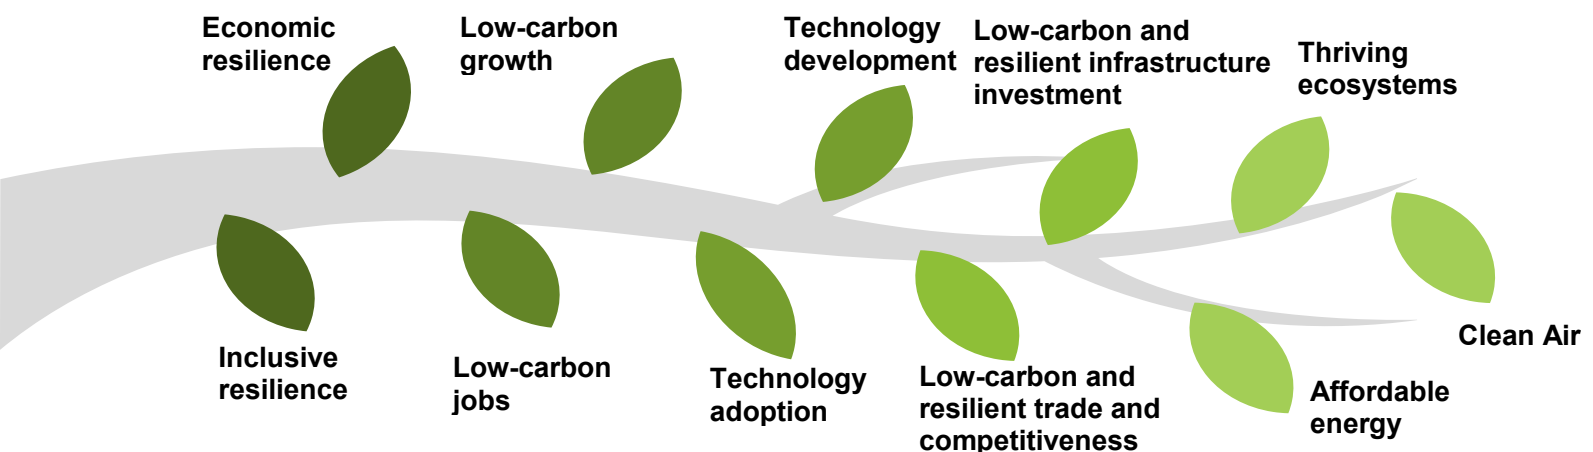 Economic
resilience
Low-carbon
growth
Technology
development
Low-carbon and
resilient infrastructure
investment
Thriving
ecosystems
Inclusive
resilience
Low-carbon
jobs
Technology
adoption
Low-carbon and
resilient trade and
competitiveness
Affordable
energy
Clean Air